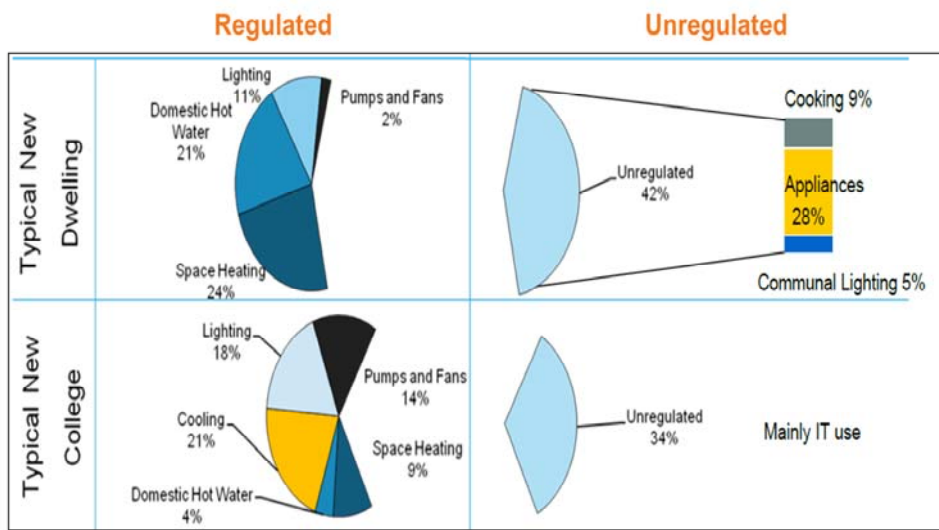 Regulated
Unregulated
Typical New
Dwelling
Lighting
11%
Domestic Hot
Water
21%
Pumps and Fans
2%
Space Heating
24%
Unregulated
42%
Cooking 9%
Appliances
28%
Communal Lighting 5%
Typical New
College
Lighting
18%
Cooling
21%
Domestic Hot Water
4%
Pumps and Fans
14%
Space Heating
9%
Unregulated
34%
Mainly IT use